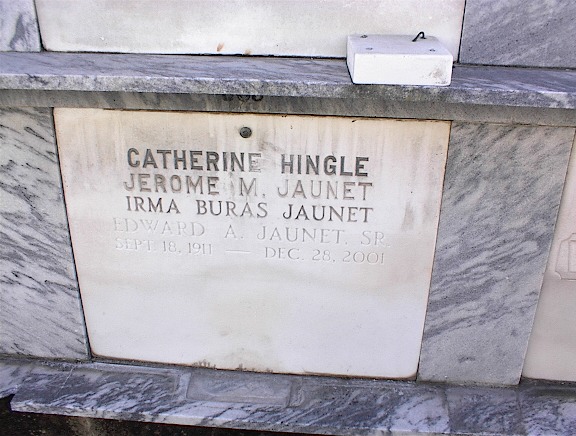 CATHERINE HINGLE
JEROME M. JAUNET
IRMA BURAS JAUNET
EDWARD A. JAUNET, SR.
SEPT. 18, 1911 — DEC. 28, 2001